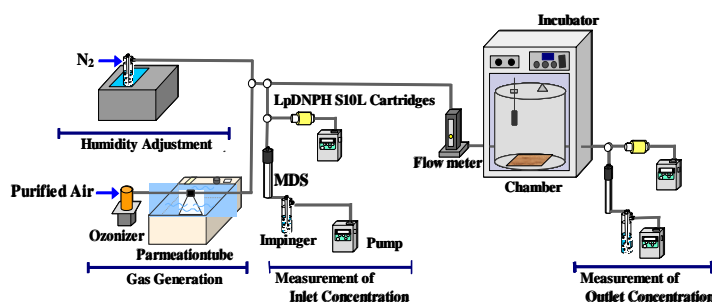 Incubator
N2
LpDNPH S10L Cartridges
Humidity Adjustment
Flow meter
MDS
Chamber
Purified Air
Ozonizer
Impinger
Pump
Parmeationtube
Gas Generation
Measurement of
Inlet Concentration
Measurement of
Outlet Concentration